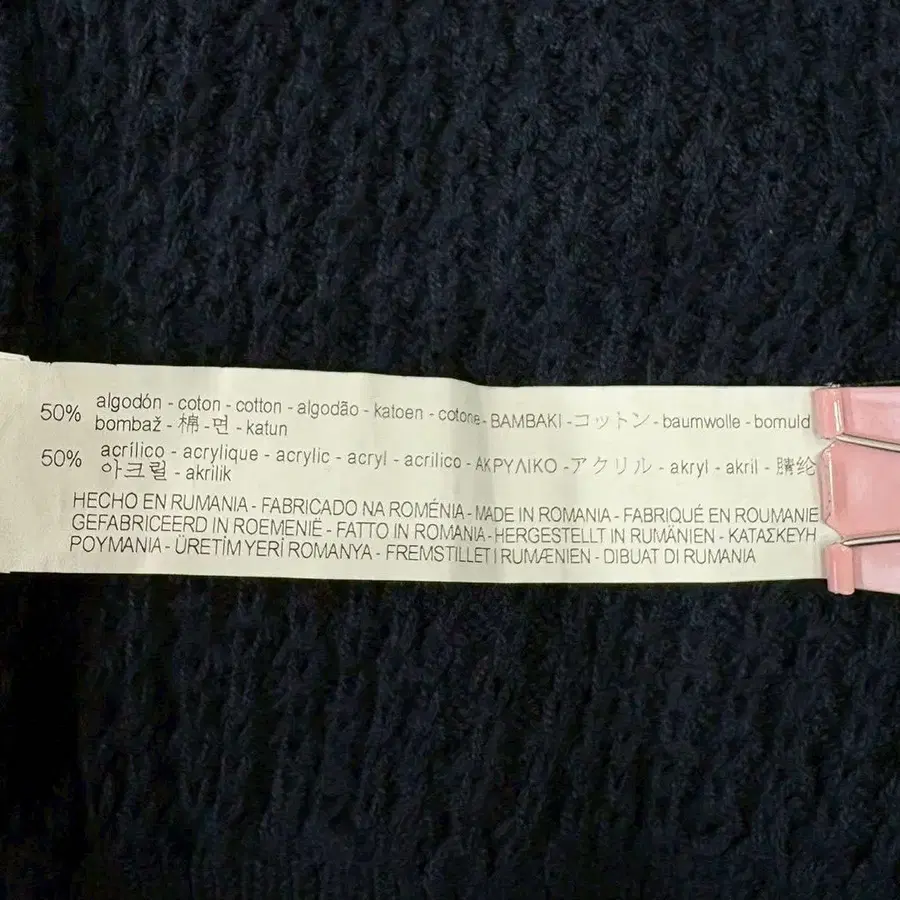 50% algodón - coton - cotton - algodão - katoen - cotone - BAMBAKI - コットン - baumwolle - bomuld
bombaž - 棉 - 면 - katun
50% acrílico - acrylique - acrylic - acryl - acrilico - ΑΚΡΥΛΙΚΟ - アクリル - akryl - akril - 腈纶
아크릴 - akrilik
HECHO EN RUMANIA - FABRICADO NA ROMÉNIA - MADE IN ROMANIA - FABRIQUÉ EN ROUMANIE
GEFABRICEERD IN ROEMENIË - FATTO IN ROMANIA - HERGESTELLT IN RUMÄNIEN - ΚΑΤΑΣΚΕΥΗ
ΡΟΥΜΑΝΙΑ - ÜRETİM YERİ ROMANYA - FREMSTILLET I RUMÆNIEN - DIBUAT DI RUMANIA